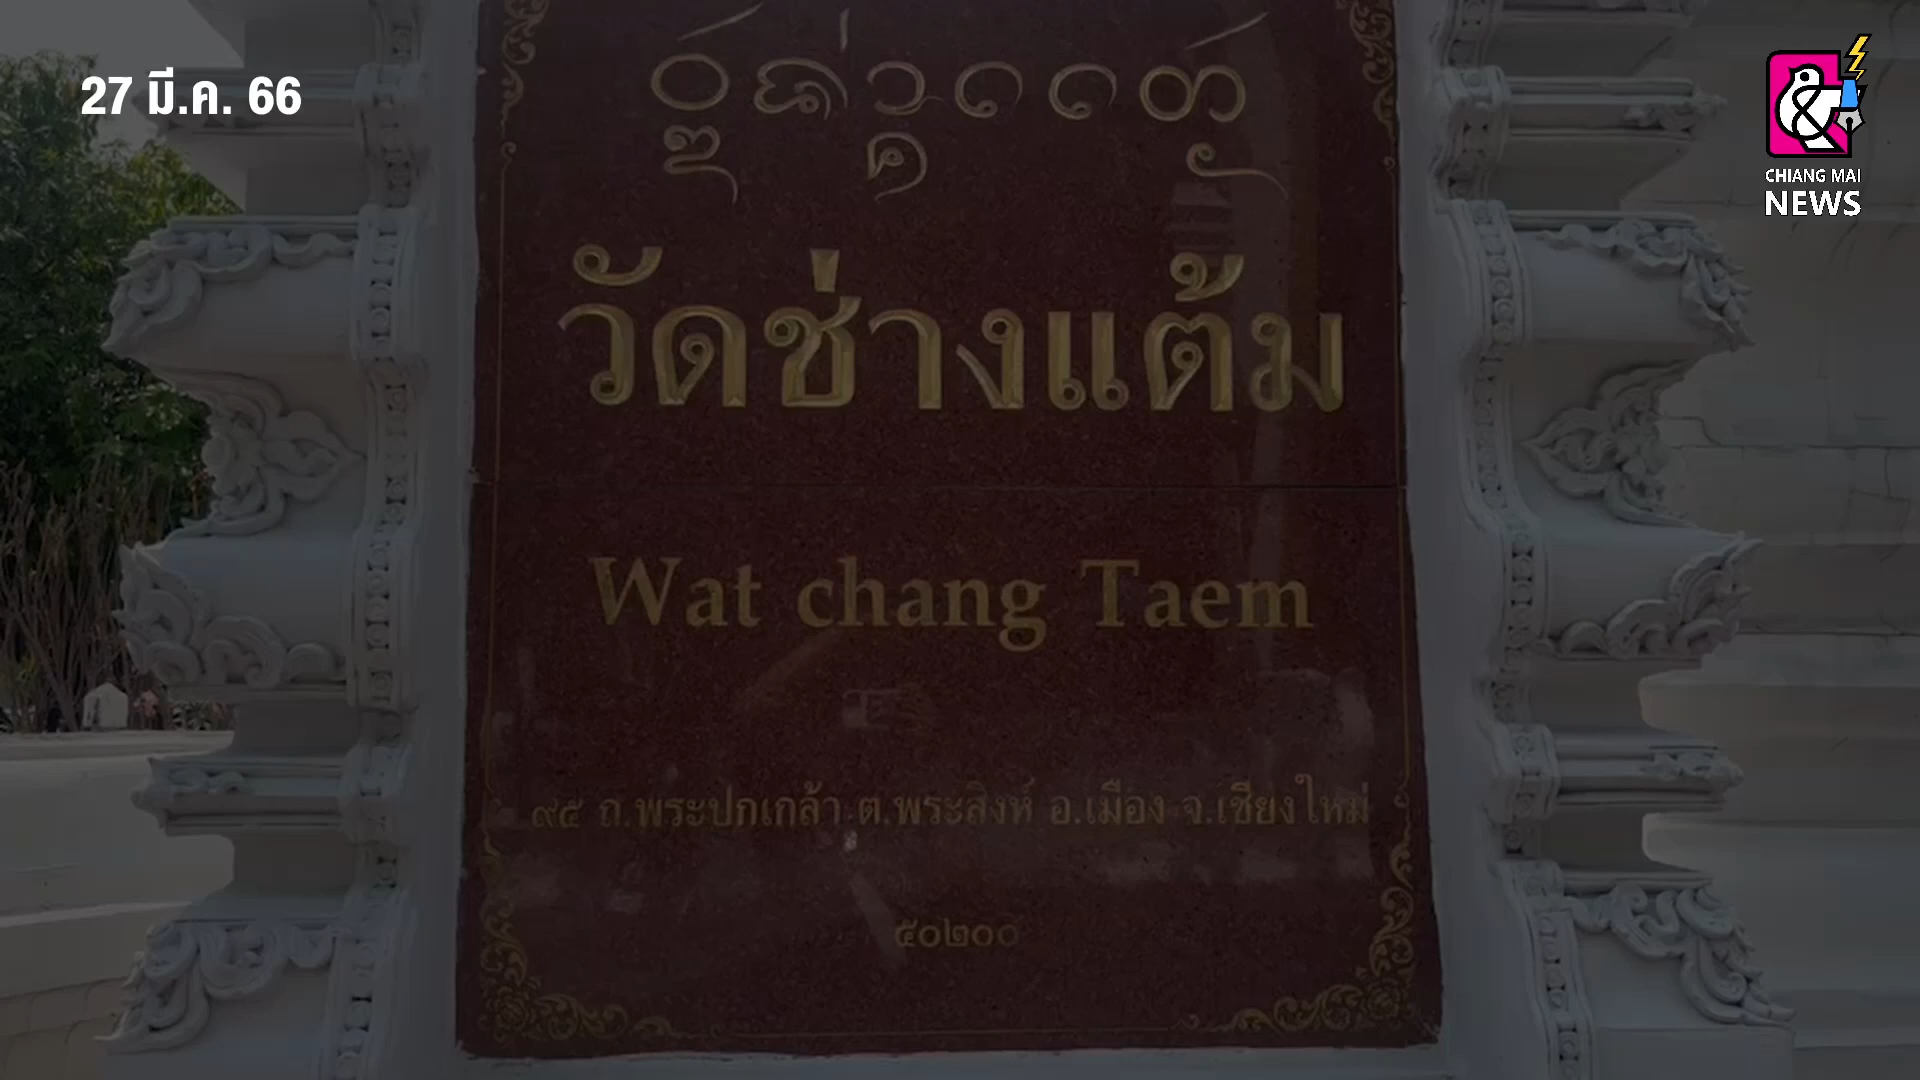 27 มี.ค. 66
CHIANG MAI
NEWS
วัดช่างแต้ม
Wat chang Taem
๙๕ ถ.พระปกเกล้า ต.พระสิงห์ อ.เมือง จ.เชียงใหม่
๕๐๒๐๐